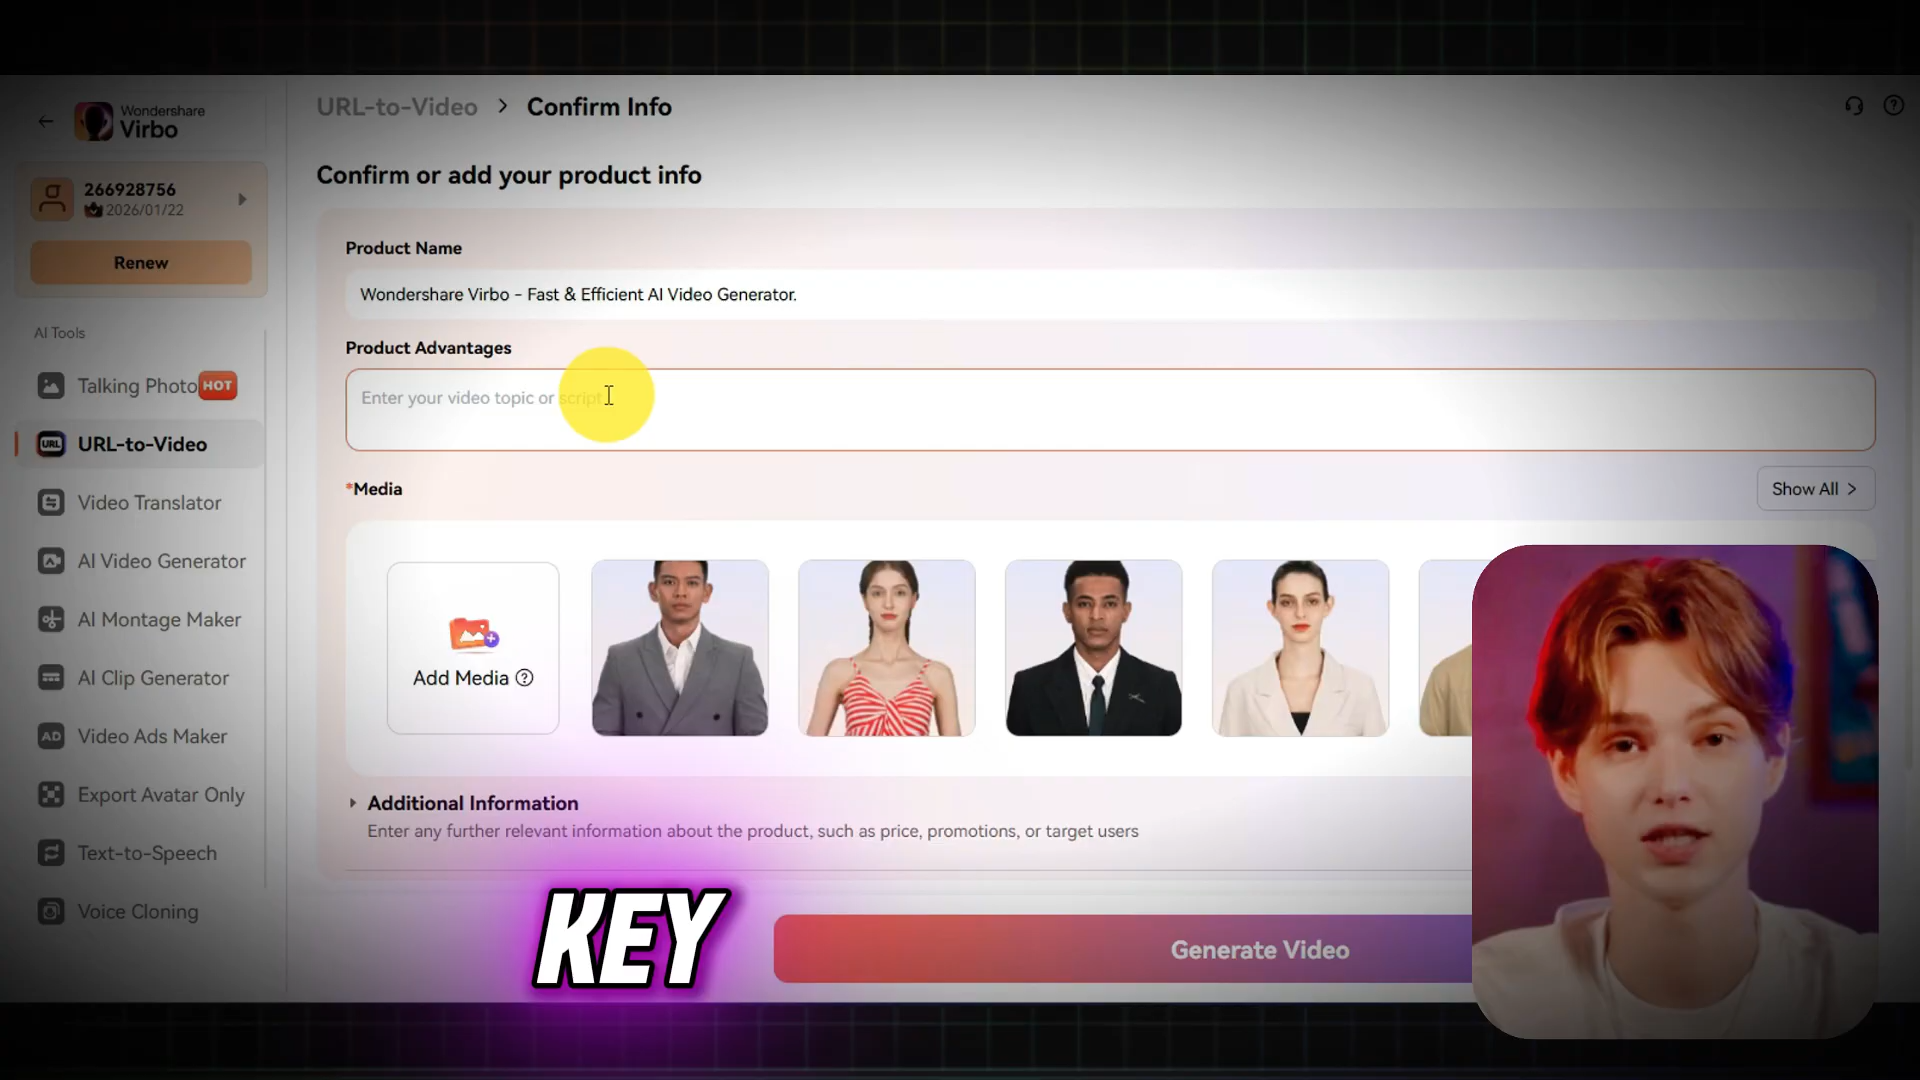 Wondershare
Virbo
266928756
2026/01/22
Renew
AI Tools
Talking Photo HOT
URL URL-to-Video
Video Translator
AI Video Generator
AI Montage Maker
AI Clip Generator
AD Video Ads Maker
Export Avatar Only
Text-to-Speech
Voice Cloning
URL-to-Video > Confirm Info
Confirm or add your product info
Product Name
Wondershare Virbo - Fast & Efficient AI Video Generator.
Product Advantages
Enter your video topic or script
*Media
Show All >
Add Media ?
Additional Information
Enter any further relevant information about the product, such as price, promotions, or target users
KEY
Generate Video